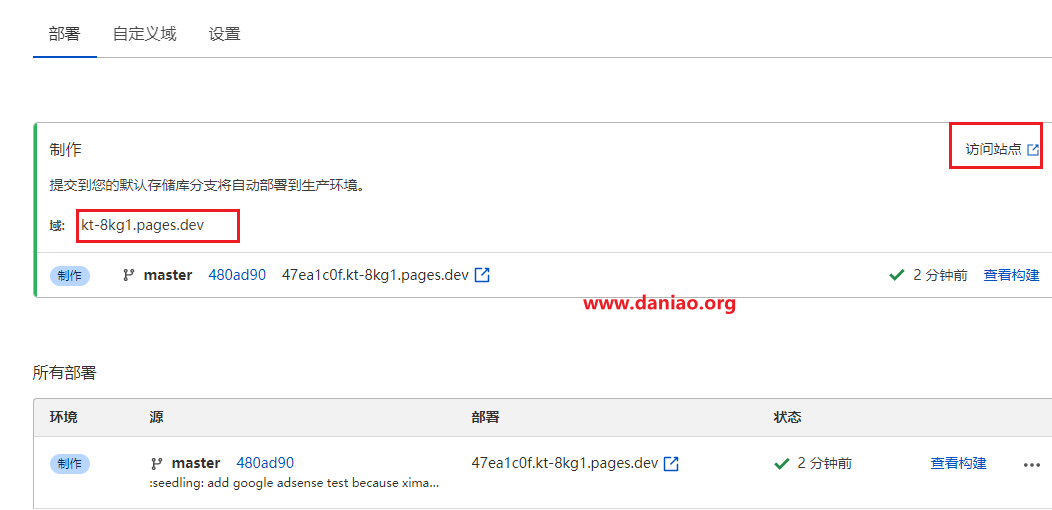 部署 自定义域 设置
制作 访问站点
提交到您的默认存储库分支将自动部署到生产环境。
域: kt-8kg1.pages.dev
制作 master 480ad90 47ea1c0f.kt-8kg1.pages.dev 2 分钟前 查看构建
www.daniao.org
所有部署
环境 源 部署 状态
制作 master 480ad90 47ea1c0f.kt-8kg1.pages.dev 2 分钟前 查看构建 ...
:seedling: add google adsense test because xima...